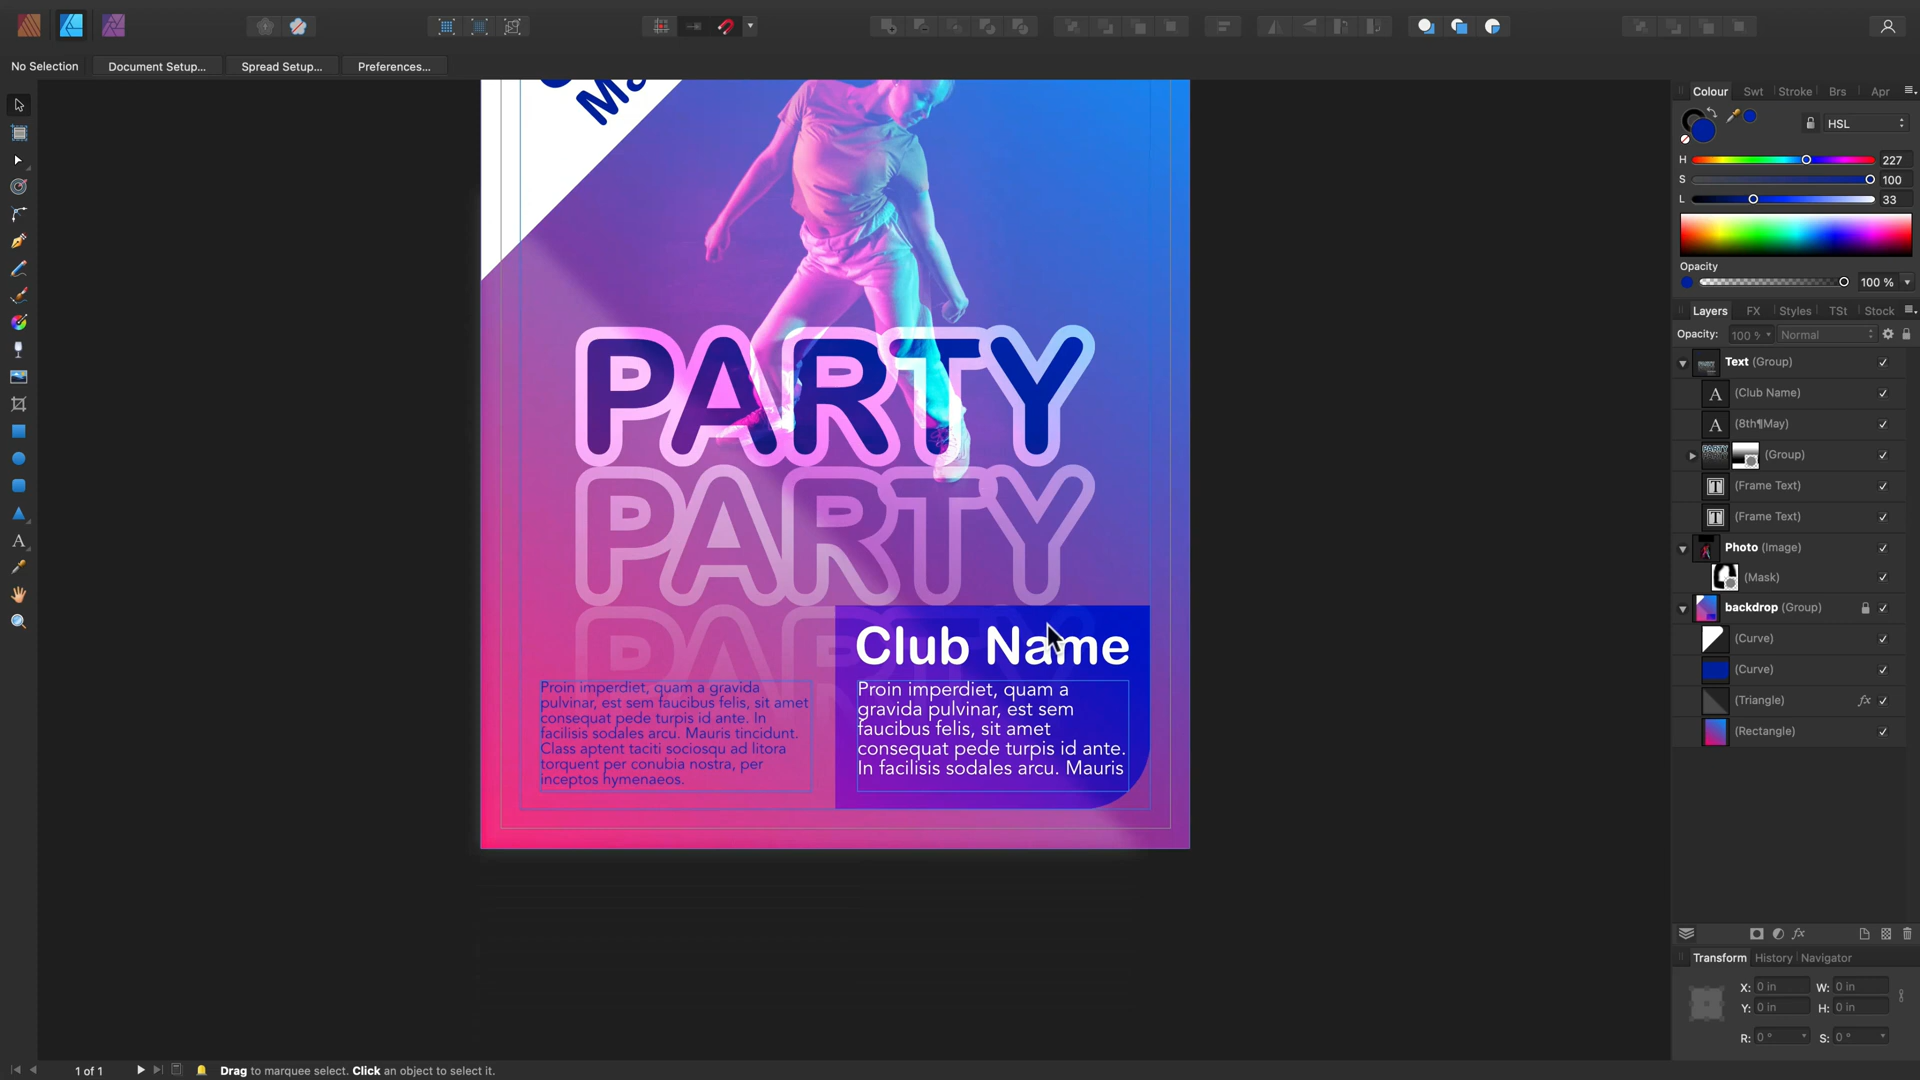 No Selection
Document Setup...
Spread Setup...
Preferences...
Ma
PARTY
PARTY
PARTY
Club Name
Proin imperdiet, quam a gravida
pulvinar, est sem faucibus felis, sit amet
consequat pede turpis id ante. In
facilisis sodales arcu. Mauris tincidunt.
Class aptent taciti sociosqu ad litora
torquent per conubia nostra, per
inceptos hymenaeos.
Proin imperdiet, quam a
gravida pulvinar, est sem
faucibus felis, sit amet
consequat pede turpis id ante.
In facilisis sodales arcu. Mauris
Colour Swt Stroke Brs Apr
HSL
H 227
S 100
L 33
Opacity
100 %
Layers FX Styles TSt Stock
Opacity: 100 % Normal
Text (Group)
A (Club Name)
A (8th¶May)
PARTY (Group)
T (Frame Text)
T (Frame Text)
Photo (Image)
(Mask)
backdrop (Group)
(Curve)
(Curve)
(Triangle) fx
(Rectangle)
fx
Transform History Navigator
X: 0 in W: 0 in
Y: 0 in H: 0 in
R: 0 ° S: 0 °
1 of 1
Drag to marquee select. Click an object to select it.